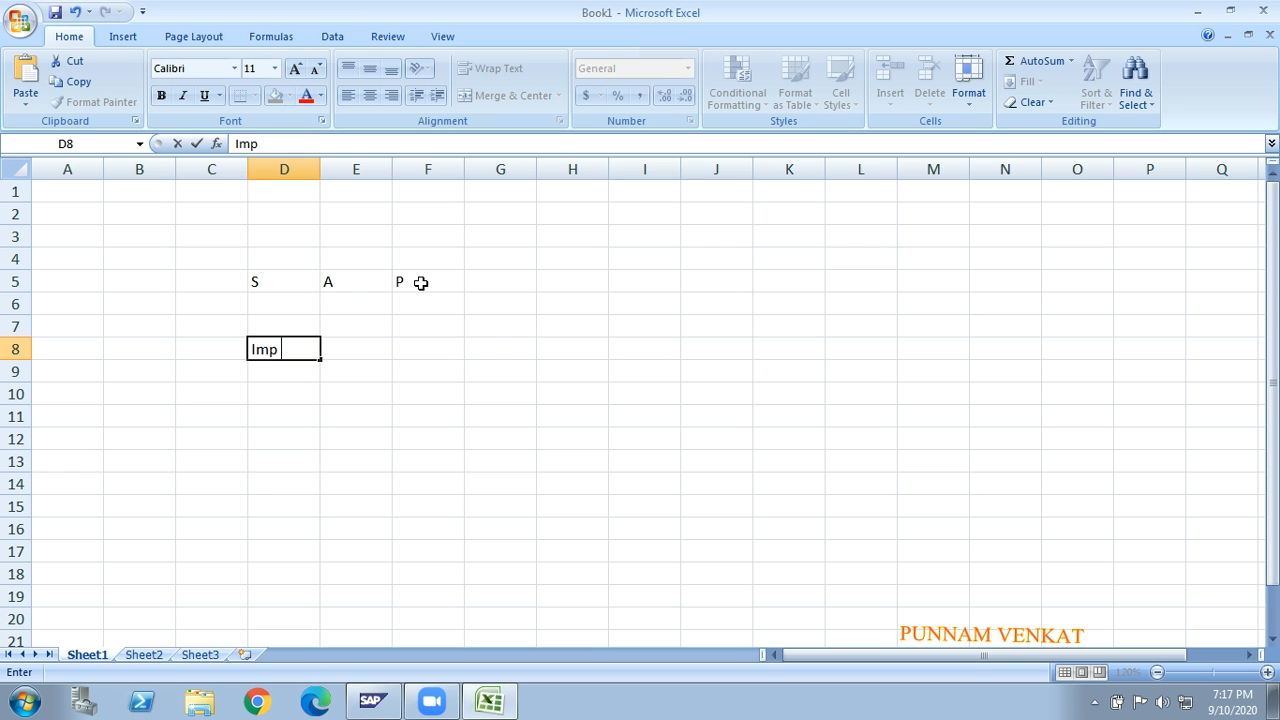 Book1 - Microsoft Excel
Home Insert Page Layout Formulas Data Review View
Paste
Cut
Copy
Format Painter
Clipboard
Calibri 11
B I U
Font
Wrap Text
Merge & Center
Alignment
General
$ % ,
Number
Conditional Formatting
Format as Table
Cell Styles
Styles
Insert Delete Format
Cells
Σ AutoSum
Fill
Clear
Sort & Filter
Find & Select
Editing
D8 fx Imp
A B C D E F G H I J K L M N O P Q
1
2
3
4
5 S A P
6
7
8 Imp
9
10
11
12
13
14
15
16
17
18
19
20
21
PUNNAM VENKAT
Sheet1 Sheet2 Sheet3
Enter 120%
SAP
7:17 PM
9/10/2020